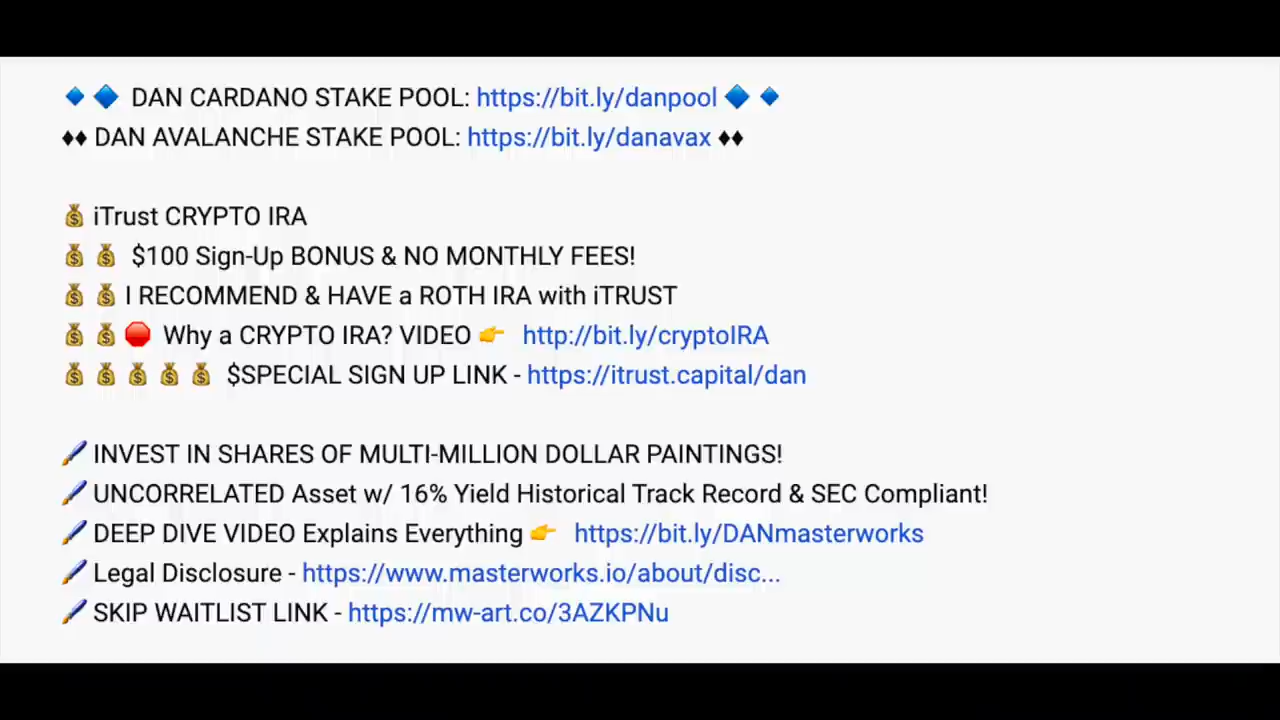 🔹🔷 DAN CARDANO STAKE POOL: https://bit.ly/danpool 🔷🔹
♦♦ DAN AVALANCHE STAKE POOL: https://bit.ly/danavax ♦♦
💰 iTrust CRYPTO IRA
💰💰 $100 Sign-Up BONUS & NO MONTHLY FEES!
💰💰 I RECOMMEND & HAVE a ROTH IRA with iTRUST
💰💰🛑 Why a CRYPTO IRA? VIDEO 👉 http://bit.ly/cryptoIRA
💰💰💰💰💰 $SPECIAL SIGN UP LINK - https://itrust.capital/dan
🖌️ INVEST IN SHARES OF MULTI-MILLION DOLLAR PAINTINGS!
🖌️ UNCORRELATED Asset w/ 16% Yield Historical Track Record & SEC Compliant!
🖌️ DEEP DIVE VIDEO Explains Everything 👉 https://bit.ly/DANmasterworks
🖌️ Legal Disclosure - https://www.masterworks.io/about/disc...
🖌️ SKIP WAITLIST LINK - https://mw-art.co/3AZKPNu